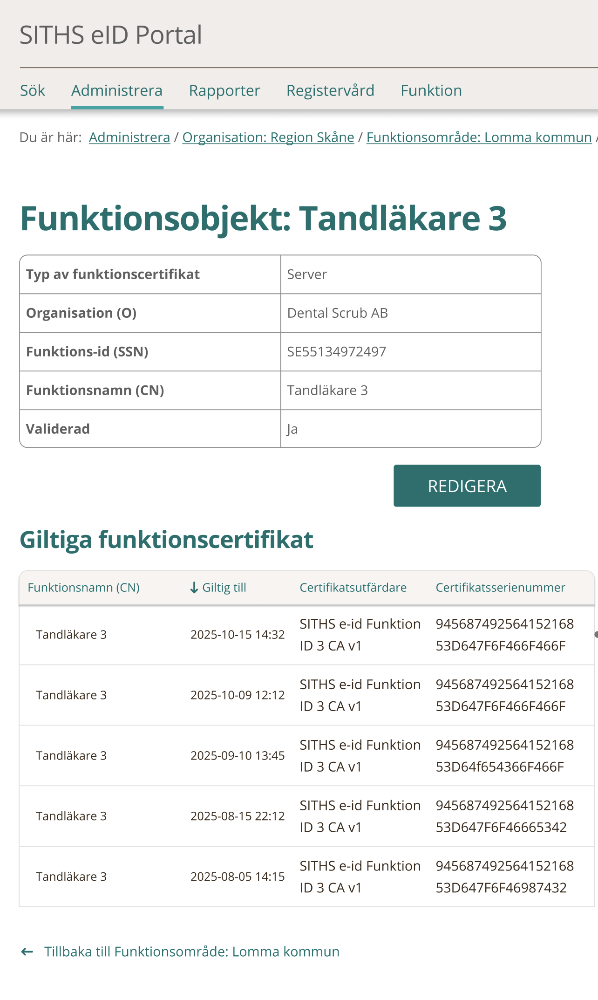 SITHS eID Portal
Sök Administrera Rapporter Registervård Funktion
Du är här: Administrera / Organisation: Region Skåne / Funktionsområde: Lomma kommun /
Funktionsobjekt: Tandläkare 3
Typ av funktionscertifikat Server
Organisation (O) Dental Scrub AB
Funktions-id (SSN) SE55134972497
Funktionsnamn (CN) Tandläkare 3
Validerad Ja
REDIGERA
Giltiga funktionscertifikat
Funktionsnamn (CN) ↓ Giltig till Certifikatsutfärdare Certifikatsserienummer
Tandläkare 3 2025-10-15 14:32 SITHS e-id Funktion 945687492564152168
ID 3 CA v1 53D647F6F466F466F
Tandläkare 3 2025-10-09 12:12 SITHS e-id Funktion 945687492564152168
ID 3 CA v1 53D647F6F466F466F
Tandläkare 3 2025-09-10 13:45 SITHS e-id Funktion 945687492564152168
ID 3 CA v1 53D64f654366F466F
Tandläkare 3 2025-08-15 22:12 SITHS e-id Funktion 945687492564152168
ID 3 CA v1 53D647F6F46665342
Tandläkare 3 2025-08-05 14:15 SITHS e-id Funktion 945687492564152168
ID 3 CA v1 53D647F6F46987432
← Tillbaka till Funktionsområde: Lomma kommun